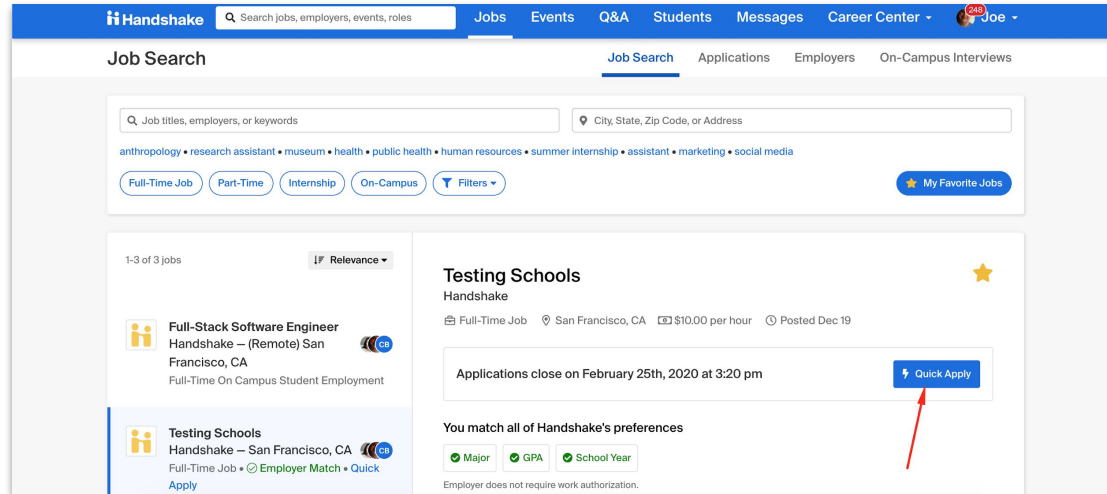 Handshake Search jobs, employers, events, roles Jobs Events Q&A Students Messages Career Center 248 Joe
Job Search Job Search Applications Employers On-Campus Interviews
Job titles, employers, or keywords City, State, Zip Code, or Address
anthropology • research assistant • museum • health • public health • human resources • summer internship • assistant • marketing • social media
Full-Time Job Part-Time Internship On-Campus Filters My Favorite Jobs
1-3 of 3 jobs Relevance
Full-Stack Software Engineer
Handshake – (Remote) San
Francisco, CA
CB
Full-Time On Campus Student Employment
Testing Schools
Handshake – San Francisco, CA CB
Full-Time Job • Employer Match • Quick
Apply
Testing Schools
Handshake
Full-Time Job San Francisco, CA $10.00 per hour Posted Dec 19
Applications close on February 25th, 2020 at 3:20 pm Quick Apply
You match all of Handshake's preferences
Major GPA School Year
Employer does not require work authorization.